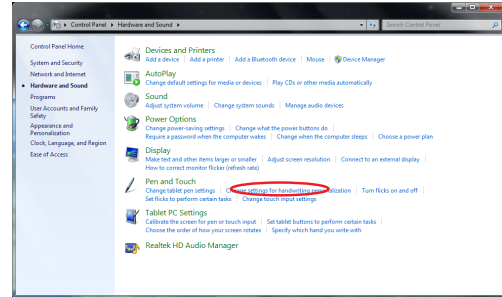 Control Panel ▸ Hardware and Sound ▸
Search Control Panel
Control Panel Home
System and Security
Network and Internet
Hardware and Sound
Programs
User Accounts and Family
Safety
Appearance and
Personalization
Clock, Language, and Region
Ease of Access
Devices and Printers
Add a device | Add a printer | Add a Bluetooth device | Mouse | Device Manager
AutoPlay
Change default settings for media or devices | Play CDs or other media automatically
Sound
Adjust system volume | Change system sounds | Manage audio devices
Power Options
Change power-saving settings | Change what the power buttons do |
Require a password when the computer wakes | Change when the computer sleeps | Choose a power plan
Display
Make text and other items larger or smaller | Adjust screen resolution | Connect to an external display |
How to correct monitor flicker (refresh rate)
Pen and Touch
Change tablet pen settings | Change settings for handwriting personalization | Turn flicks on and off |
Set flicks to perform certain tasks | Change touch input settings
Tablet PC Settings
Calibrate the screen for pen or touch input | Set tablet buttons to perform certain tasks |
Choose the order of how your screen rotates | Specify which hand you write with
Realtek HD Audio Manager